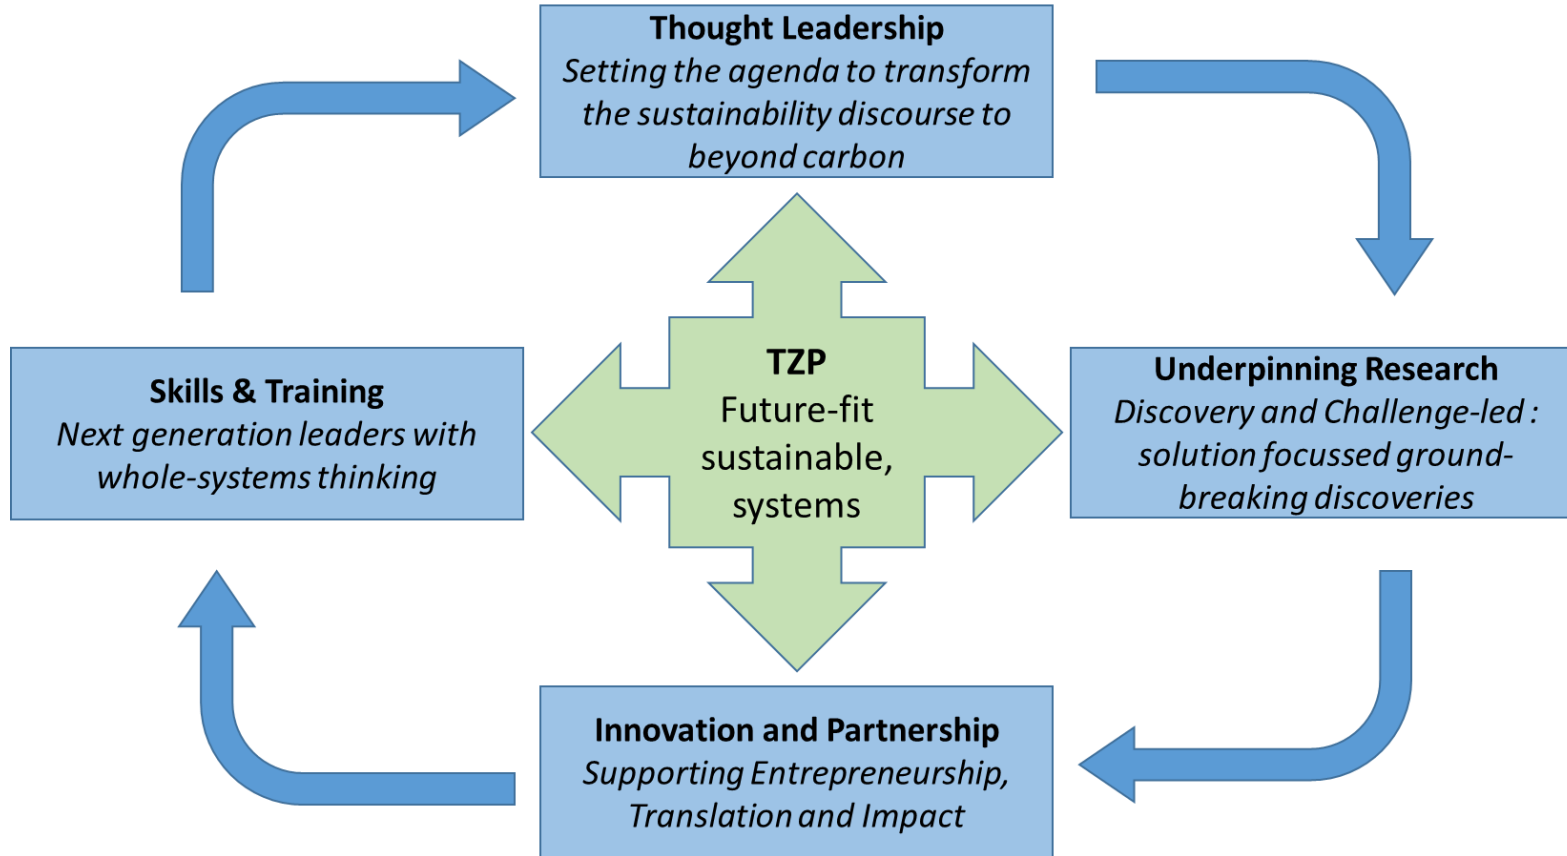 Thought Leadership
Setting the agenda to transform
the sustainability discourse to
beyond carbon
Skills & Training
Next generation leaders with
whole-systems thinking
TZP
Future-fit
sustainable,
systems
Underpinning Research
Discovery and Challenge-led :
solution focussed ground-
breaking discoveries
Innovation and Partnership
Supporting Entrepreneurship,
Translation and Impact